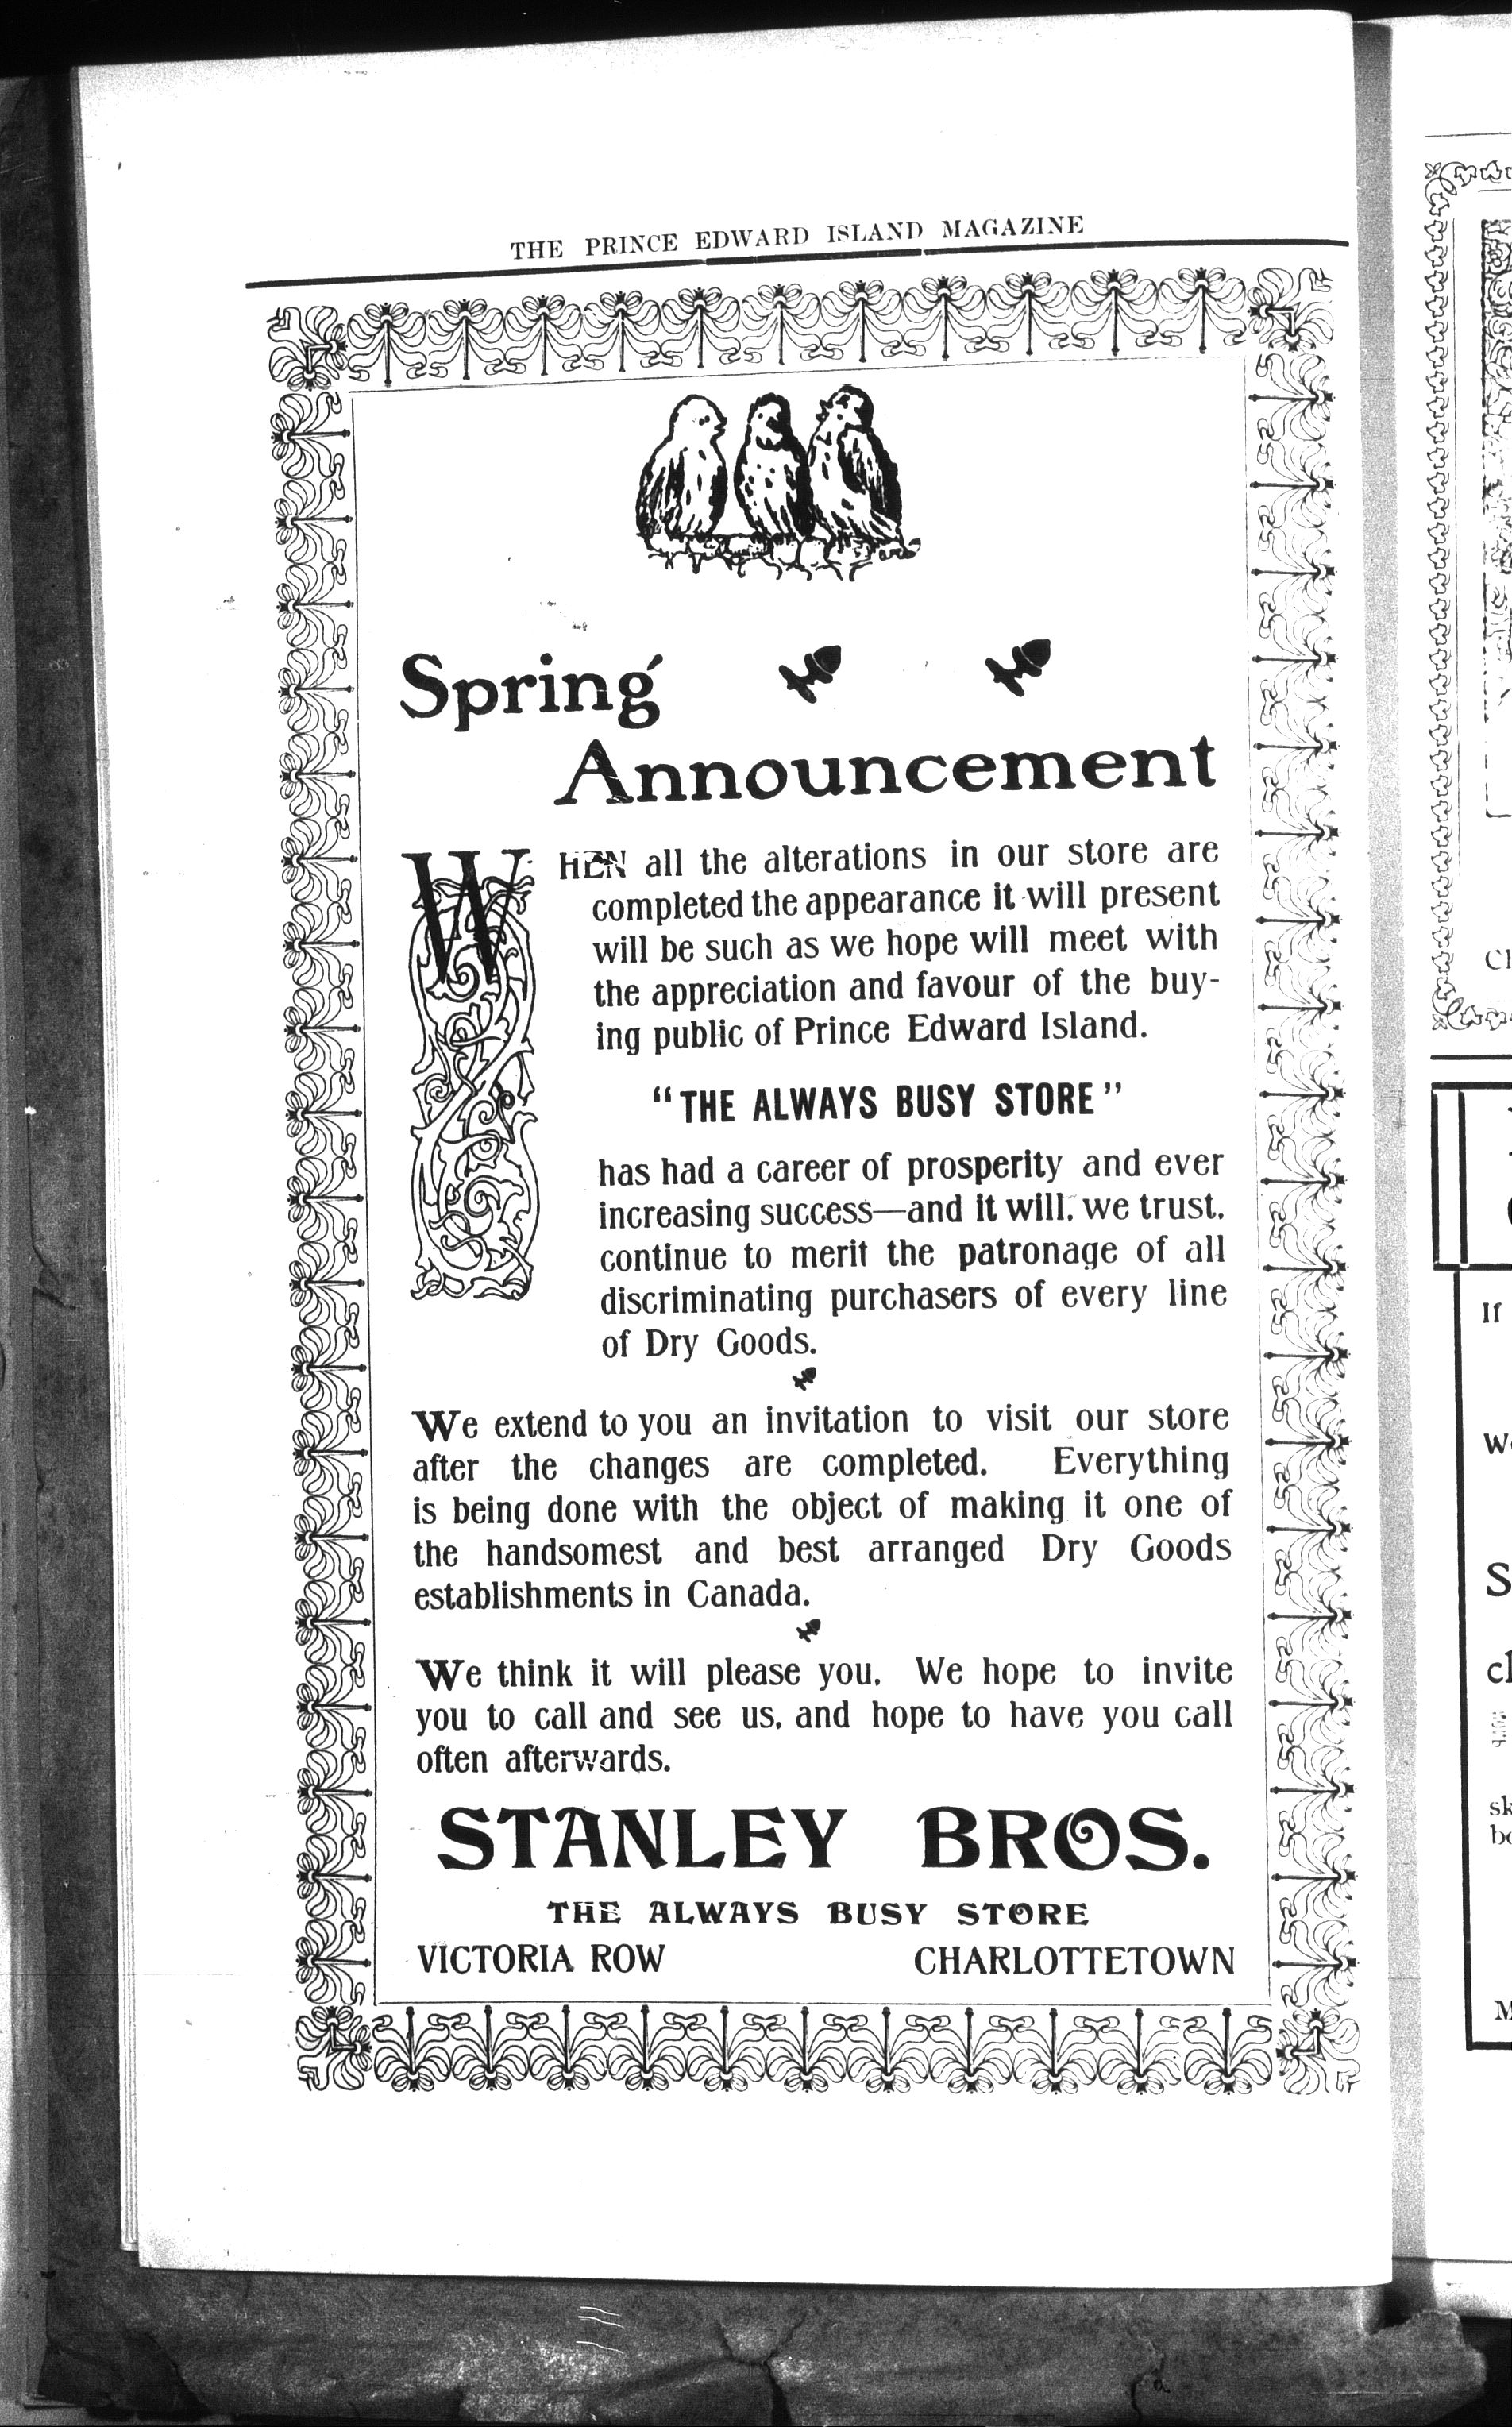 THE PRINCE EDWARD ISLAND MAGAZINE
Spring
Announcement
WHEN all the alterations in our store are
completed the appearance it will present
will be such as we hope will meet with
the appreciation and favour of the buy-
ing public of Prince Edward Island.
"THE ALWAYS BUSY STORE"
has had a career of prosperity and ever
increasing success—and it will, we trust,
continue to merit the patronage of all
discriminating purchasers of every line
of Dry Goods.
We extend to you an invitation to visit our store
after the changes are completed. Everything
is being done with the object of making it one of
the handsomest and best arranged Dry Goods
establishments in Canada.
We think it will please you. We hope to invite
you to call and see us, and hope to have you call
often afterwards.
STANLEY BROS.
THE ALWAYS BUSY STORE
VICTORIA ROW CHARLOTTETOWN
If